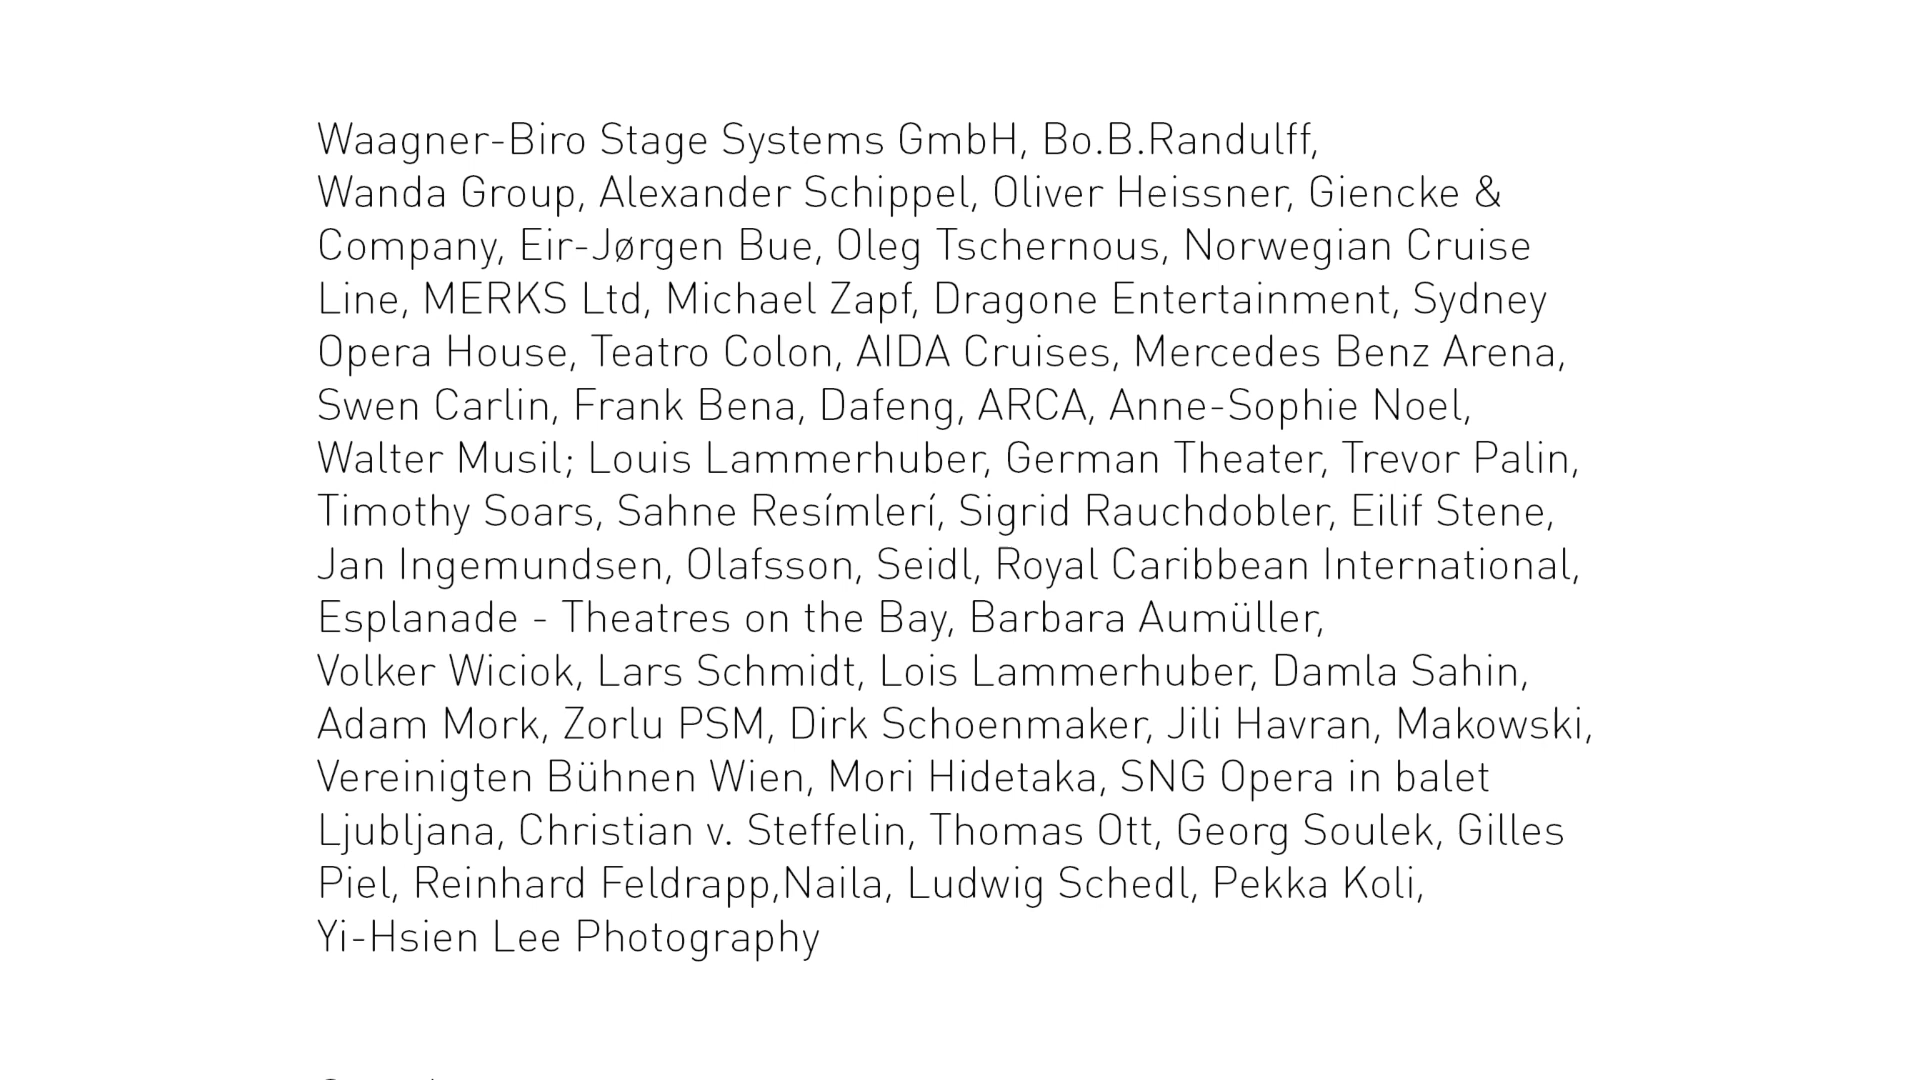 Waagner-Biro Stage Systems GmbH, Bo.B.Randulff,
Wanda Group, Alexander Schippel, Oliver Heissner, Giencke &
Company, Eir-Jørgen Bue, Oleg Tschernous, Norwegian Cruise
Line, MERKS Ltd, Michael Zapf, Dragone Entertainment, Sydney
Opera House, Teatro Colon, AIDA Cruises, Mercedes Benz Arena,
Swen Carlin, Frank Bena, Dafeng, ARCA, Anne-Sophie Noel,
Walter Musil; Louis Lammerhuber, German Theater, Trevor Palin,
Timothy Soars, Sahne Resímlerí, Sigrid Rauchdobler, Eilif Stene,
Jan Ingemundsen, Olafsson, Seidl, Royal Caribbean International,
Esplanade - Theatres on the Bay, Barbara Aumüller,
Volker Wiciok, Lars Schmidt, Lois Lammerhuber, Damla Sahin,
Adam Mork, Zorlu PSM, Dirk Schoenmaker, Jili Havran, Makowski,
Vereinigten Bühnen Wien, Mori Hidetaka, SNG Opera in balet
Ljubljana, Christian v. Steffelin, Thomas Ott, Georg Soulek, Gilles
Piel, Reinhard Feldrapp,Naila, Ludwig Schedl, Pekka Koli,
Yi-Hsien Lee Photography